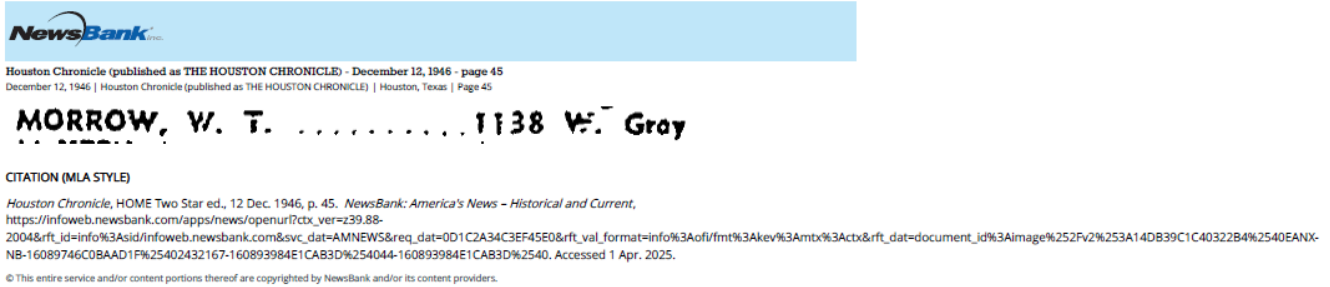 NewsBank inc.
Houston Chronicle (published as THE HOUSTON CHRONICLE) - December 12, 1946 - page 45
December 12, 1946 | Houston Chronicle (published as THE HOUSTON CHRONICLE) | Houston, Texas | Page 45
MORROW, W. T. ..........1138 W. Gray
CITATION (MLA STYLE)
Houston Chronicle, HOME Two Star ed., 12 Dec. 1946, p. 45. NewsBank: America's News – Historical and Current,
https://infoweb.newsbank.com/apps/news/openurl?ctx_ver=z39.88-
2004&rft_id=info%3Asid/infoweb.newsbank.com&svc_dat=AMNEWS&req_dat=0D1C2A34C3EF45E0&rft_val_format=info%3Aofi/fmt%3Akev%3Amtx%3Actx&rft_dat=document_id%3Aimage%252Fv2%253A14DB39C1C40322B4%2540EANX-
NB-16089746C0BAAD1F%25402432167-160893984E1CAB3D%254044-160893984E1CAB3D%2540. Accessed 1 Apr. 2025.
© This entire service and/or content portions thereof are copyrighted by NewsBank and/or its content providers.